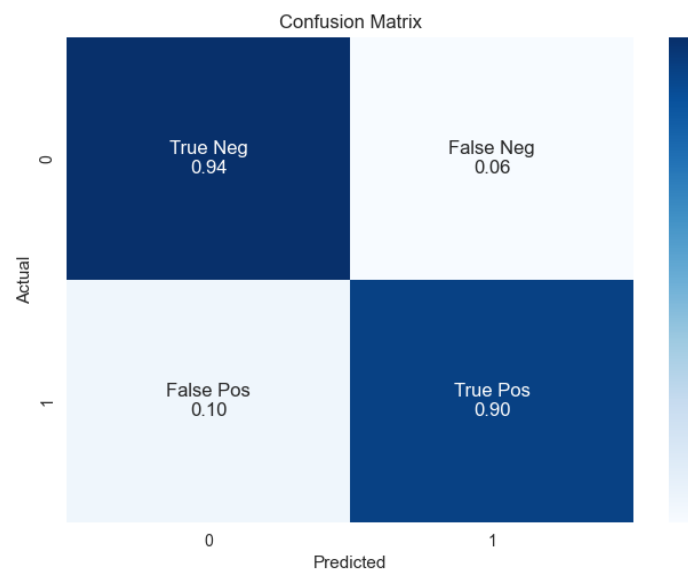 Confusion Matrix
Actual
0
True Neg
0.94
False Neg
0.06
1
False Pos
0.10
True Pos
0.90
0
1
Predicted